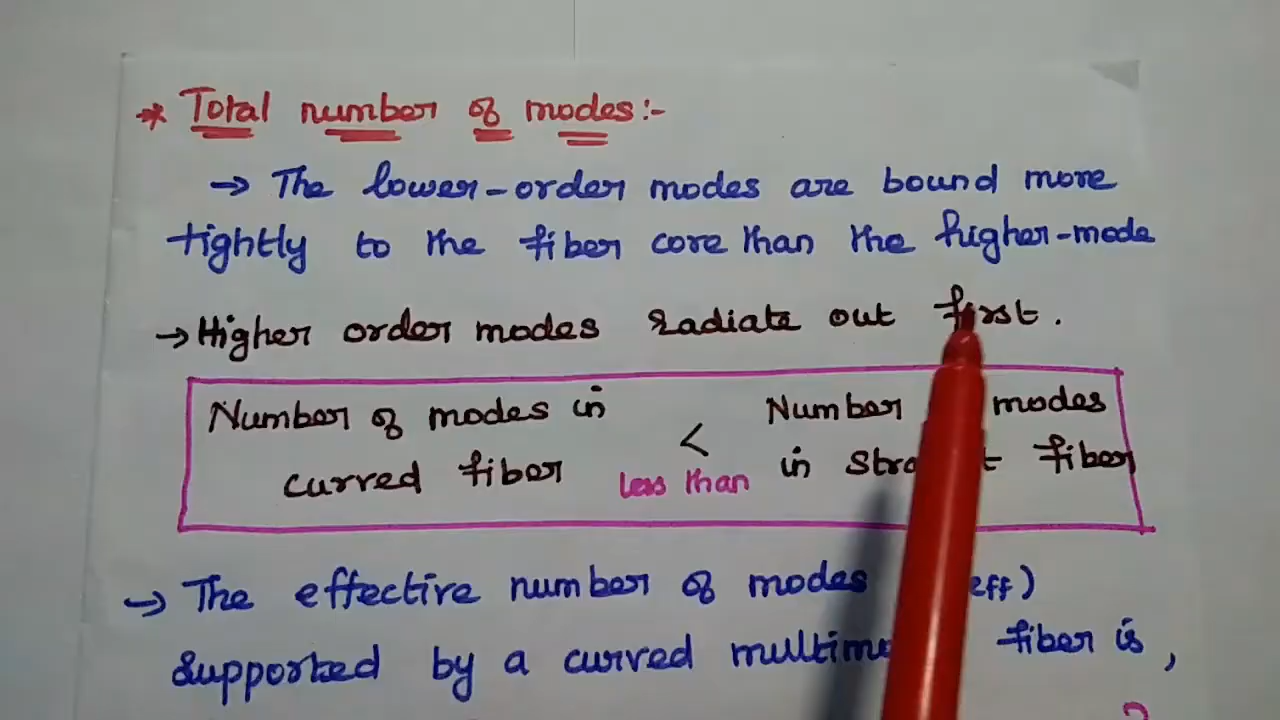 * Total number of modes:-
→ The lower-order modes are bound more
tightly to the fiber core than the higher-mode
→ Higher order modes radiate out first.
Number of modes in
curved fiber
<
less than
Number modes
in fiber
→ The effective number of modes eff)
supported by a curved fiber is,